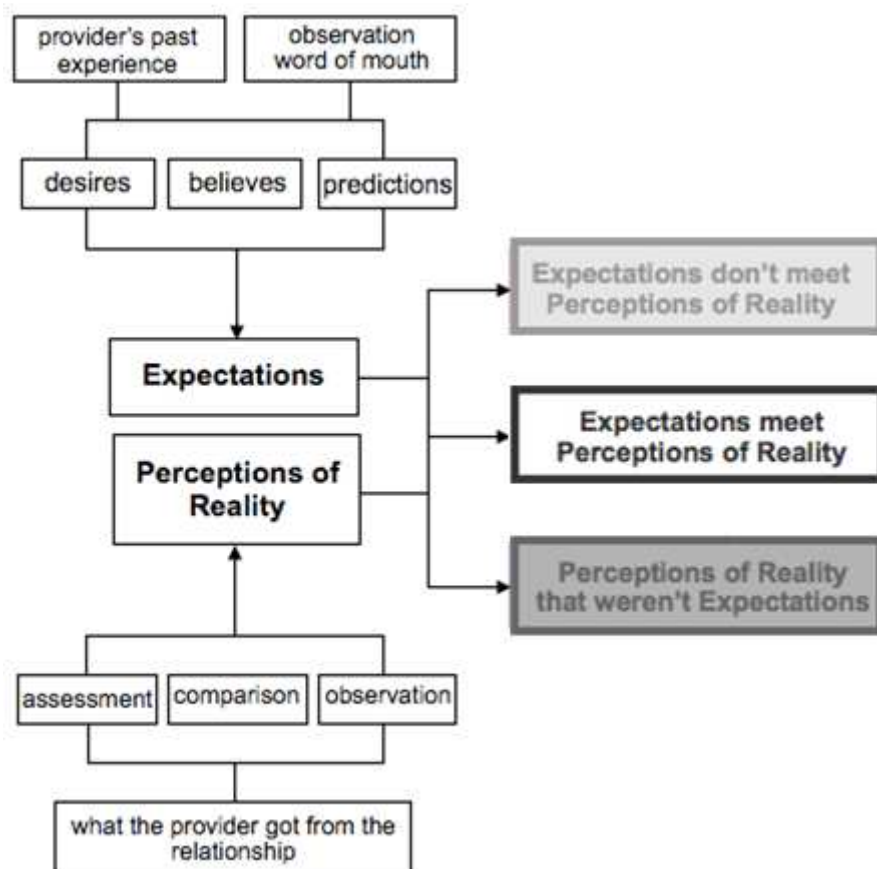 provider's past
experience
observation
word of mouth
desires
believes
predictions
Expectations don't meet
Perceptions of Reality
Expectations
Expectations meet
Perceptions of Reality
Perceptions of
Reality
Perceptions of Reality
that weren't Expectations
assessment
comparison
observation
what the provider got from the
relationship